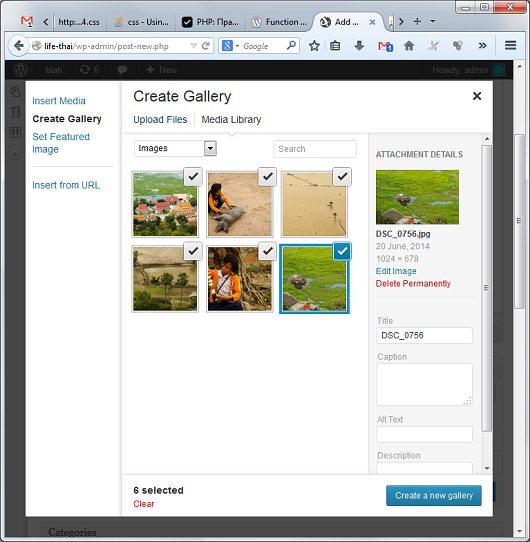 http:...4.css
css - Usin...
PHP: Пра...
Function ...
Add ...
life-thai/wp-admin/post-new.php
Google
blah
6
New
Howdy, admin
Insert Media
Create Gallery
Set Featured
Image
Insert from URL
Create Gallery
Upload Files
Media Library
Images
Search
ATTACHMENT DETAILS
DSC_0756.jpg
20 June, 2014
1024 × 678
Edit Image
Delete Permanently
Title
DSC_0756
Caption
Alt Text
Description
6 selected
Clear
Create a new gallery
Categories